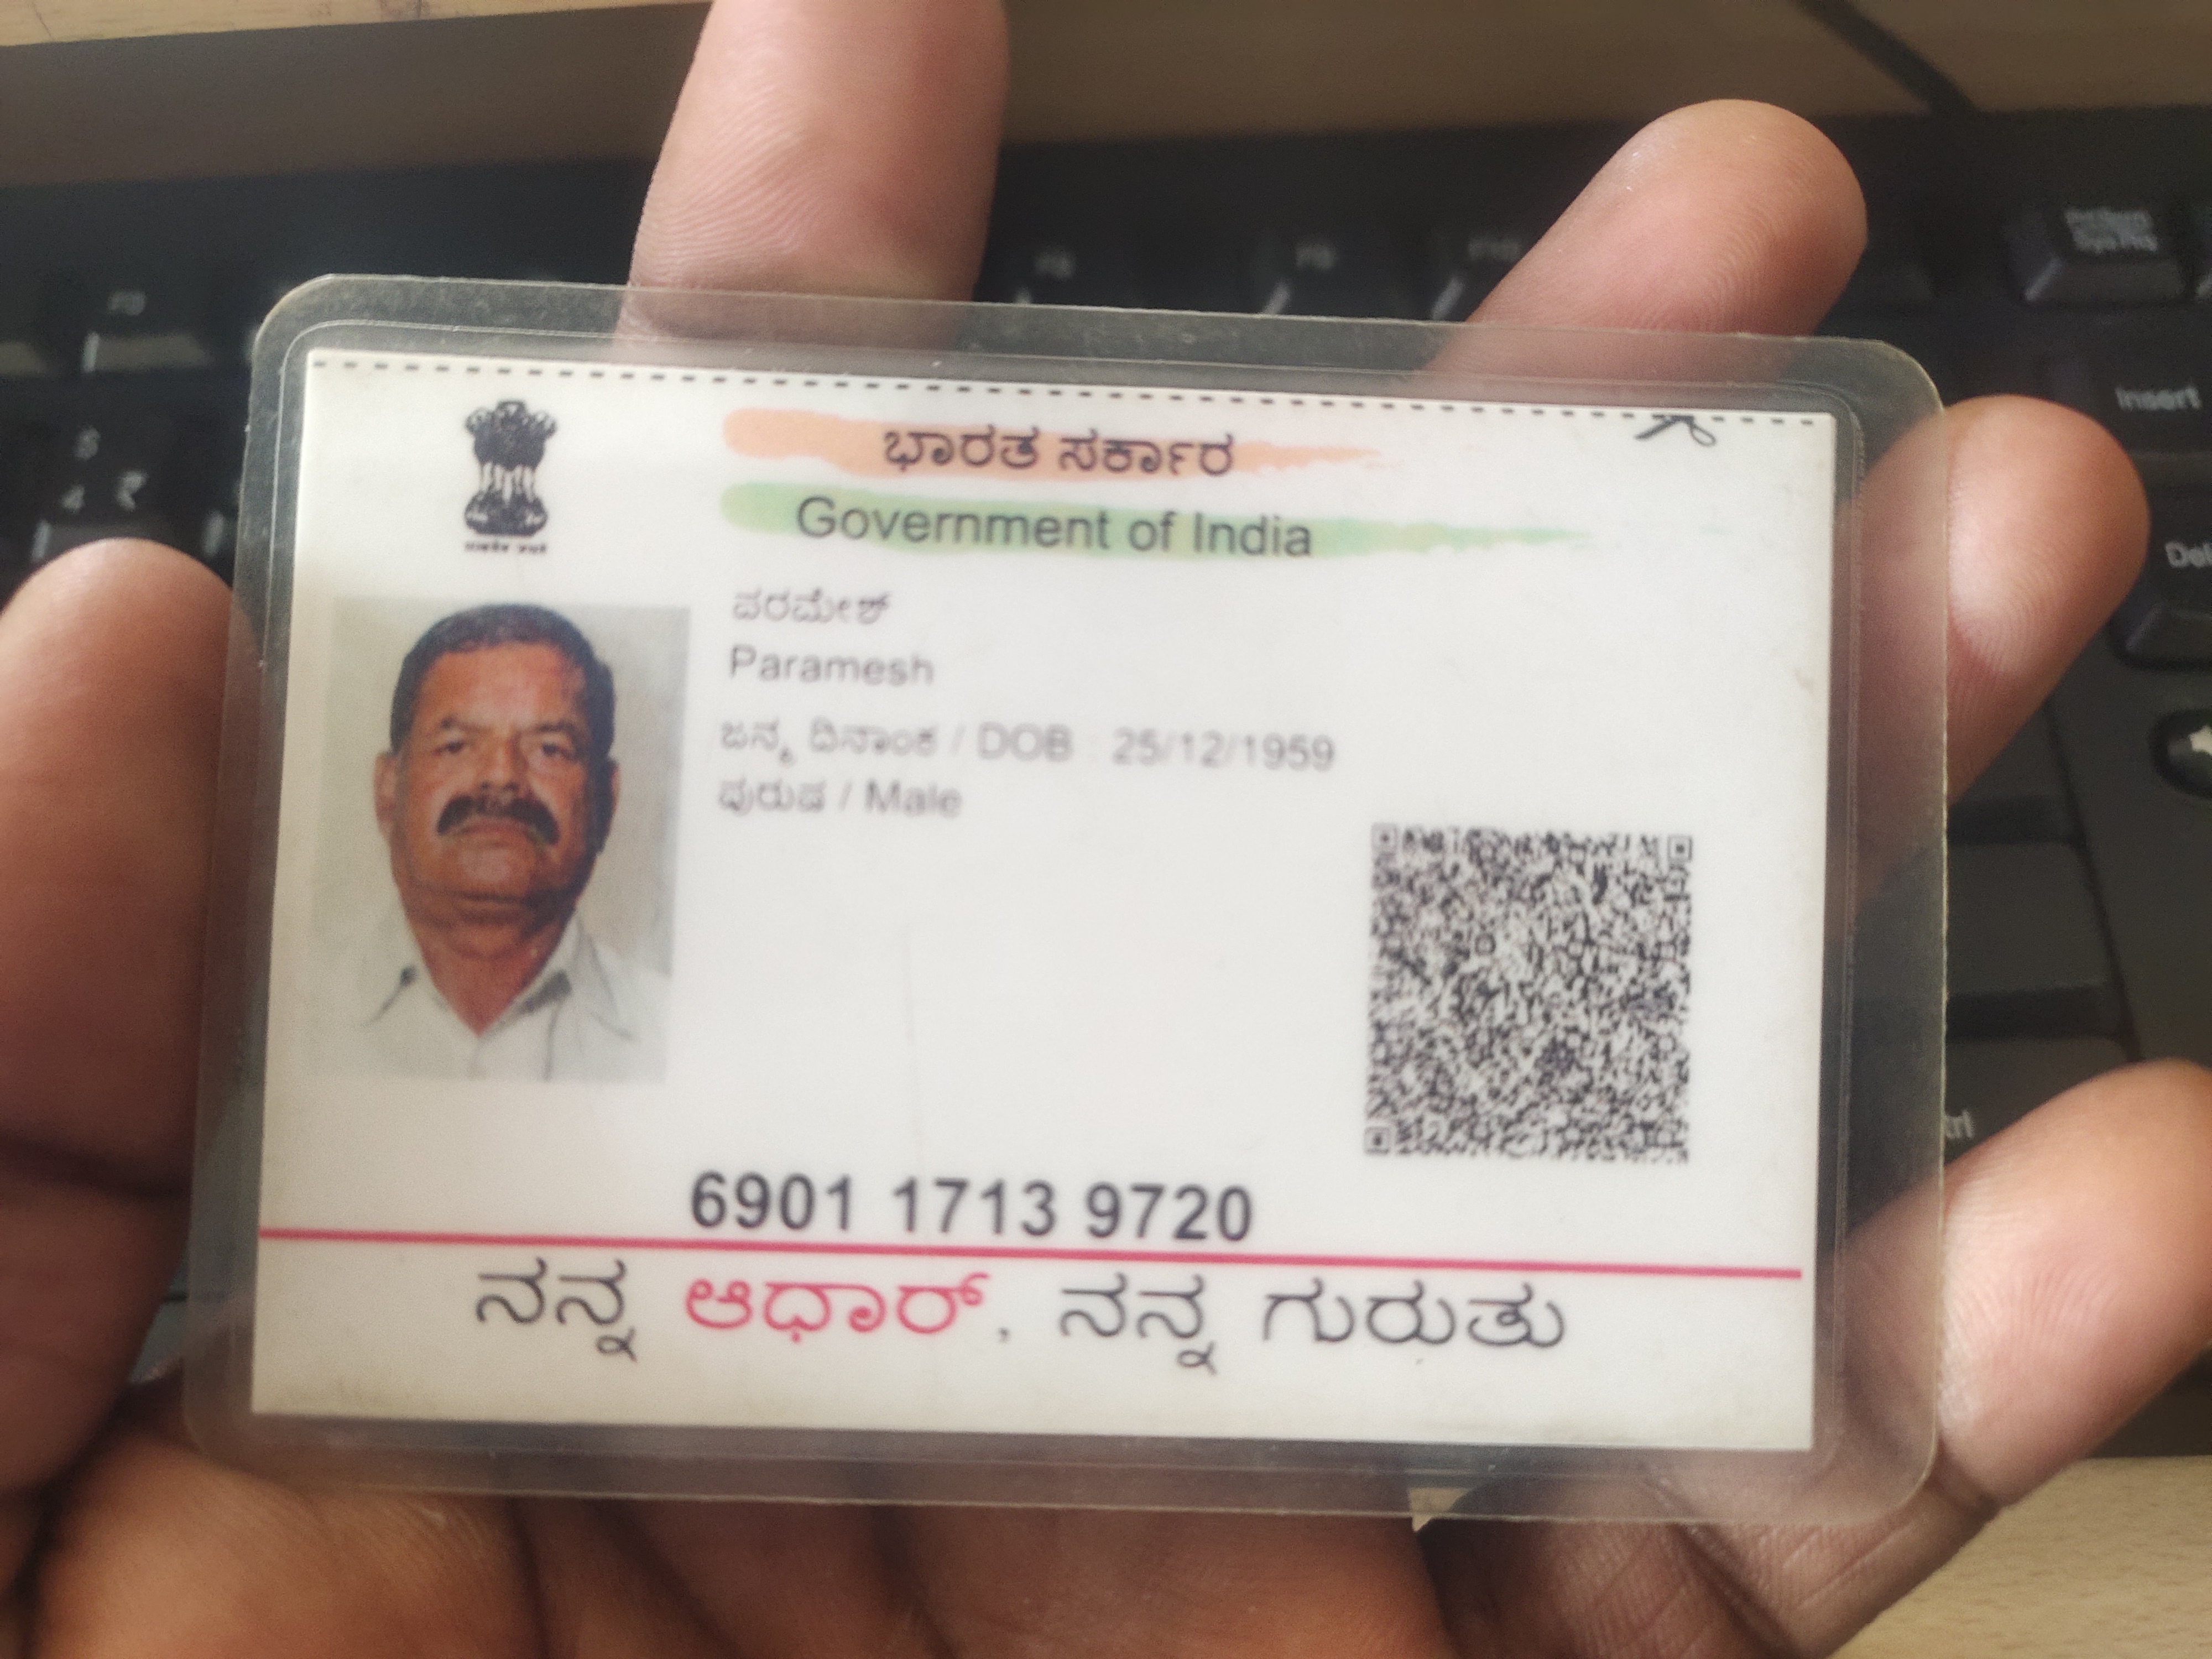 ಭಾರತ ಸರ್ಕಾರ
Government of India
ಪರಮೇಶ್
Paramesh
ಜನ್ಮ ದಿನಾಂಕ / DOB : 25/12/1959
ಪುರುಷ / Male
6901 1713 9720
ನನ್ನ ಆಧಾರ್, ನನ್ನ ಗುರುತು
Insert